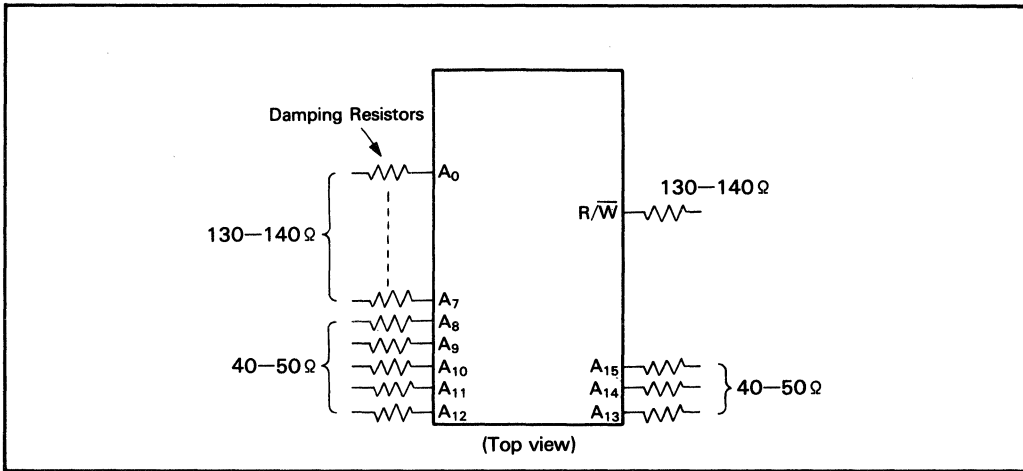 Damping Resistors
A₀
130—140Ω
R/W̅
130—140Ω
A₇
A₈
A₉
40—50Ω
A₁₀
A₁₁
A₁₂
A₁₅
A₁₄
40—50Ω
A₁₃
(Top view)